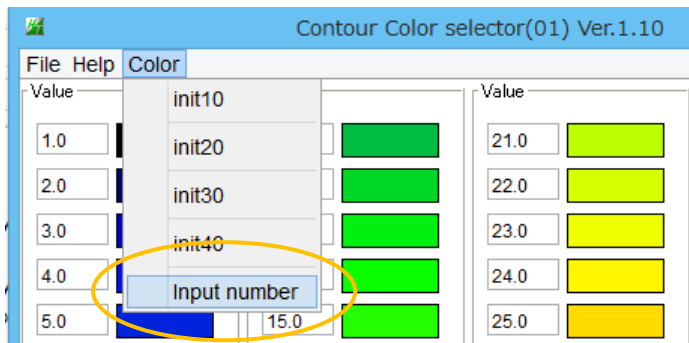 Contour Color selector(01) Ver.1.10
File Help Color
Value
Value
init10
init20
init30
init40
Input number
1.0
2.0
3.0
4.0
5.0
15.0
21.0
22.0
23.0
24.0
25.0